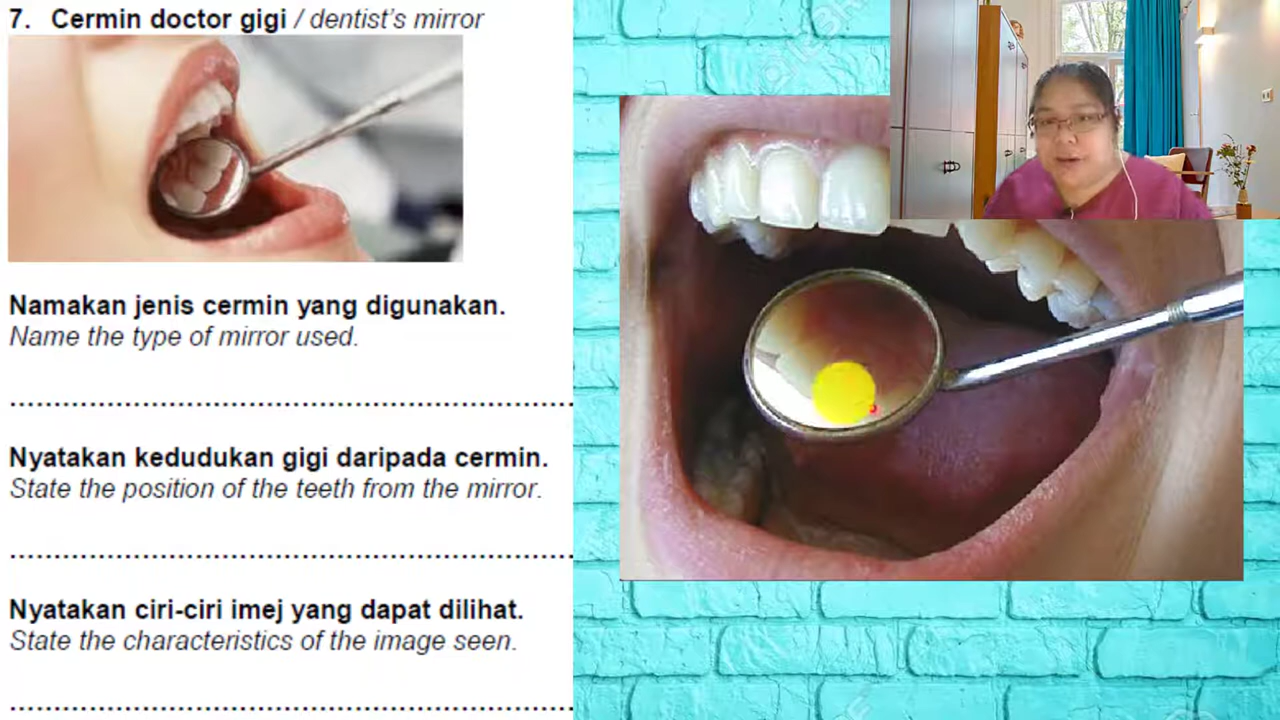 7. Cermin doctor gigi / dentist's mirror
Namakan jenis cermin yang digunakan.
Name the type of mirror used.
Nyatakan kedudukan gigi daripada cermin.
State the position of the teeth from the mirror.
Nyatakan ciri-ciri imej yang dapat dilihat.
State the characteristics of the image seen.